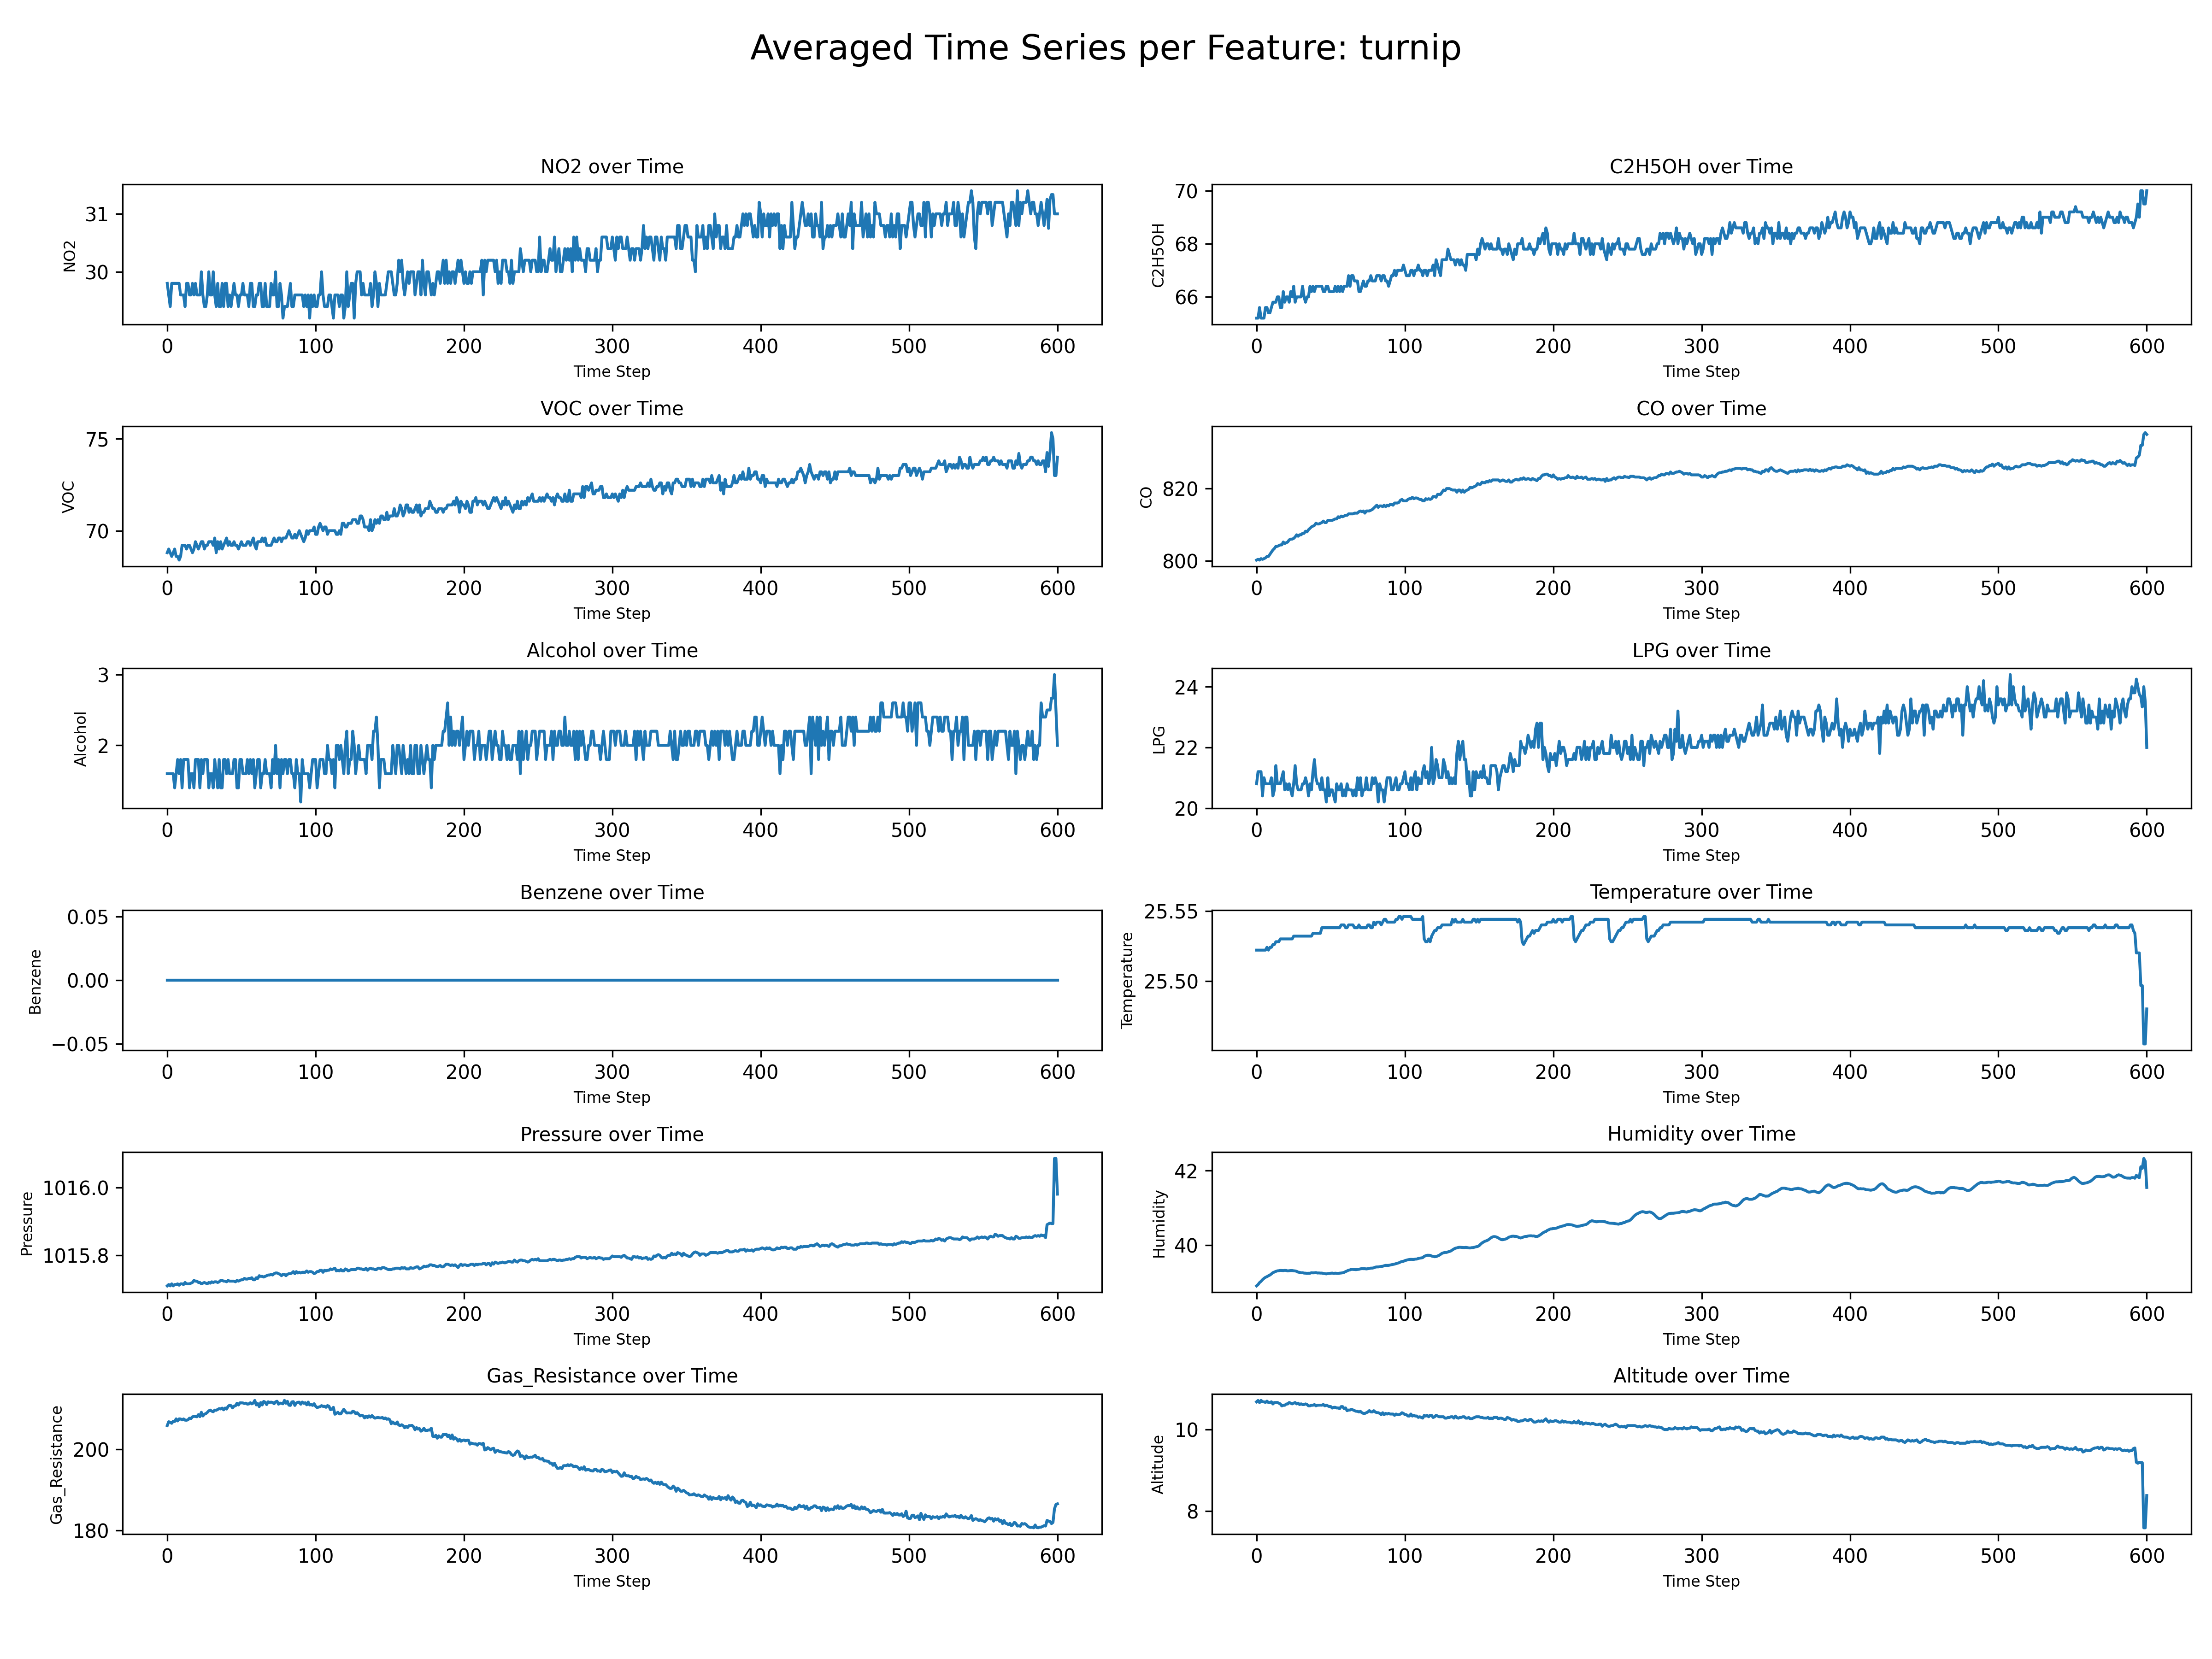 Averaged Time Series per Feature: turnip
NO2 over Time
NO2
31
30
0 100 200 300 400 500 600
Time Step
C2H5OH over Time
C2H5OH
70
68
66
0 100 200 300 400 500 600
Time Step
VOC over Time
VOC
75
70
0 100 200 300 400 500 600
Time Step
CO over Time
CO
820
800
0 100 200 300 400 500 600
Time Step
Alcohol over Time
Alcohol
3
2
0 100 200 300 400 500 600
Time Step
LPG over Time
LPG
24
22
20
0 100 200 300 400 500 600
Time Step
Benzene over Time
Benzene
0.05
0.00
−0.05
0 100 200 300 400 500 600
Time Step
Temperature over Time
Temperature
25.55
25.50
0 100 200 300 400 500 600
Time Step
Pressure over Time
Pressure
1016.0
1015.8
0 100 200 300 400 500 600
Time Step
Humidity over Time
Humidity
42
40
0 100 200 300 400 500 600
Time Step
Gas_Resistance over Time
Gas_Resistance
200
180
0 100 200 300 400 500 600
Time Step
Altitude over Time
Altitude
10
8
0 100 200 300 400 500 600
Time Step